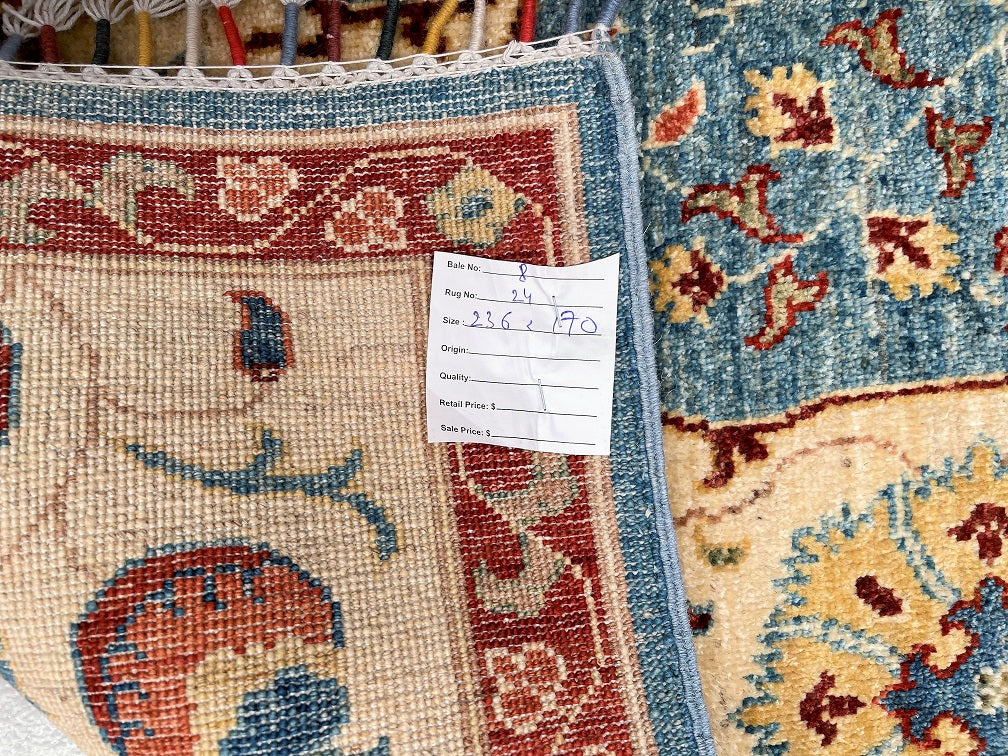 Bale No: 8
Rug No: 24
Size: 236 x 170
Origin:
Quality:
Retail Price: $
Sale Price: $